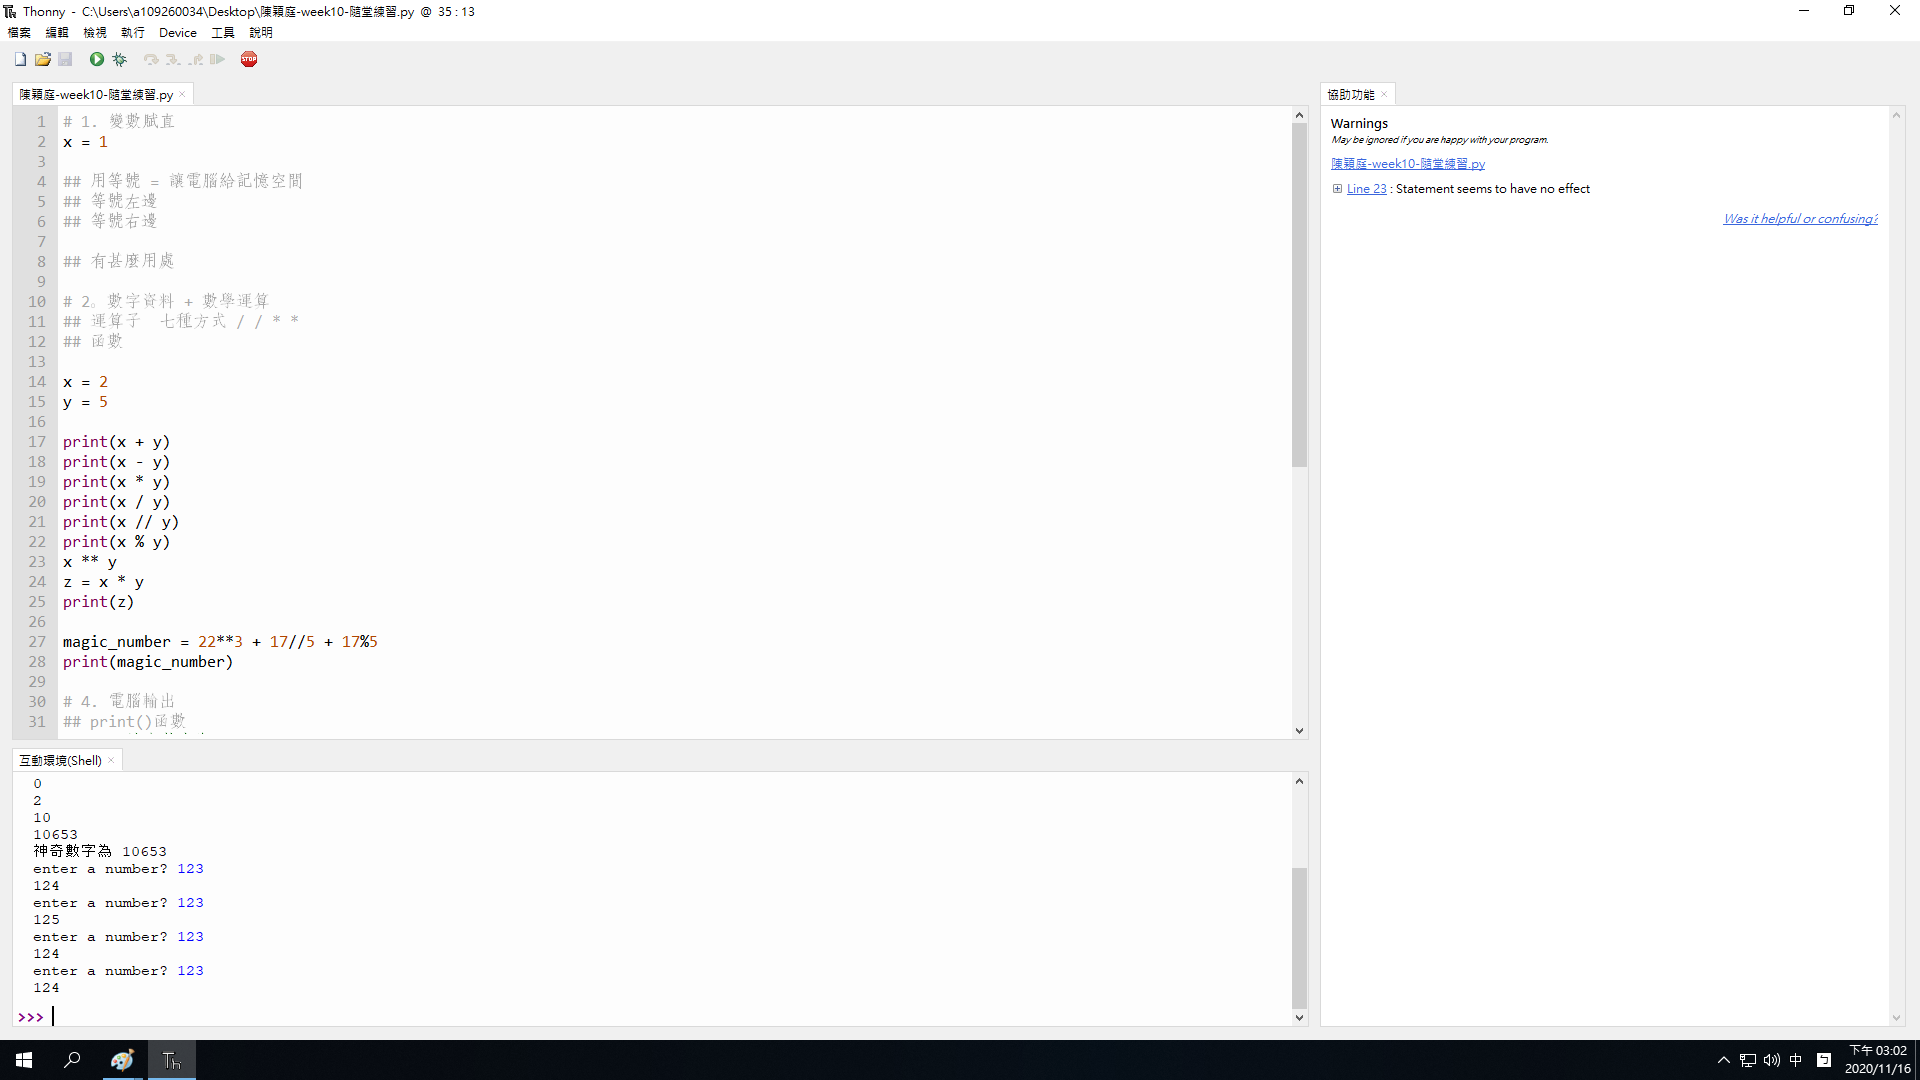 Thonny - C:\Users\a109260034\Desktop\陳穎庭-week10-隨堂練習.py @ 35 : 13
檔案 編輯 檢視 執行 Device 工具 說明
STOP
陳穎庭-week10-隨堂練習.py
1 # 1. 變數賦直
2 x = 1
3
4 ## 用等號 = 讓電腦給記憶空間
5 ## 等號左邊
6 ## 等號右邊
7
8 ## 有甚麼用處
9
10 # 2。數字資料 + 數學運算
11 ## 運算子  七種方式 / / * *
12 ## 函數
13
14 x = 2
15 y = 5
16
17 print(x + y)
18 print(x - y)
19 print(x * y)
20 print(x / y)
21 print(x // y)
22 print(x % y)
23 x ** y
24 z = x * y
25 print(z)
26
27 magic_number = 22**3 + 17//5 + 17%5
28 print(magic_number)
29
30 # 4. 電腦輸出
31 ## print()函數
互動環境(Shell)
0
2
10
10653
神奇數字為 10653
enter a number? 123
124
enter a number? 123
125
enter a number? 123
124
enter a number? 123
124
>>>
協助功能
Warnings
May be ignored if you are happy with your program.
陳穎庭-week10-隨堂練習.py
Line 23 : Statement seems to have no effect
Was it helpful or confusing?
Th
中
ㄅ
下午 03:02
2020/11/16